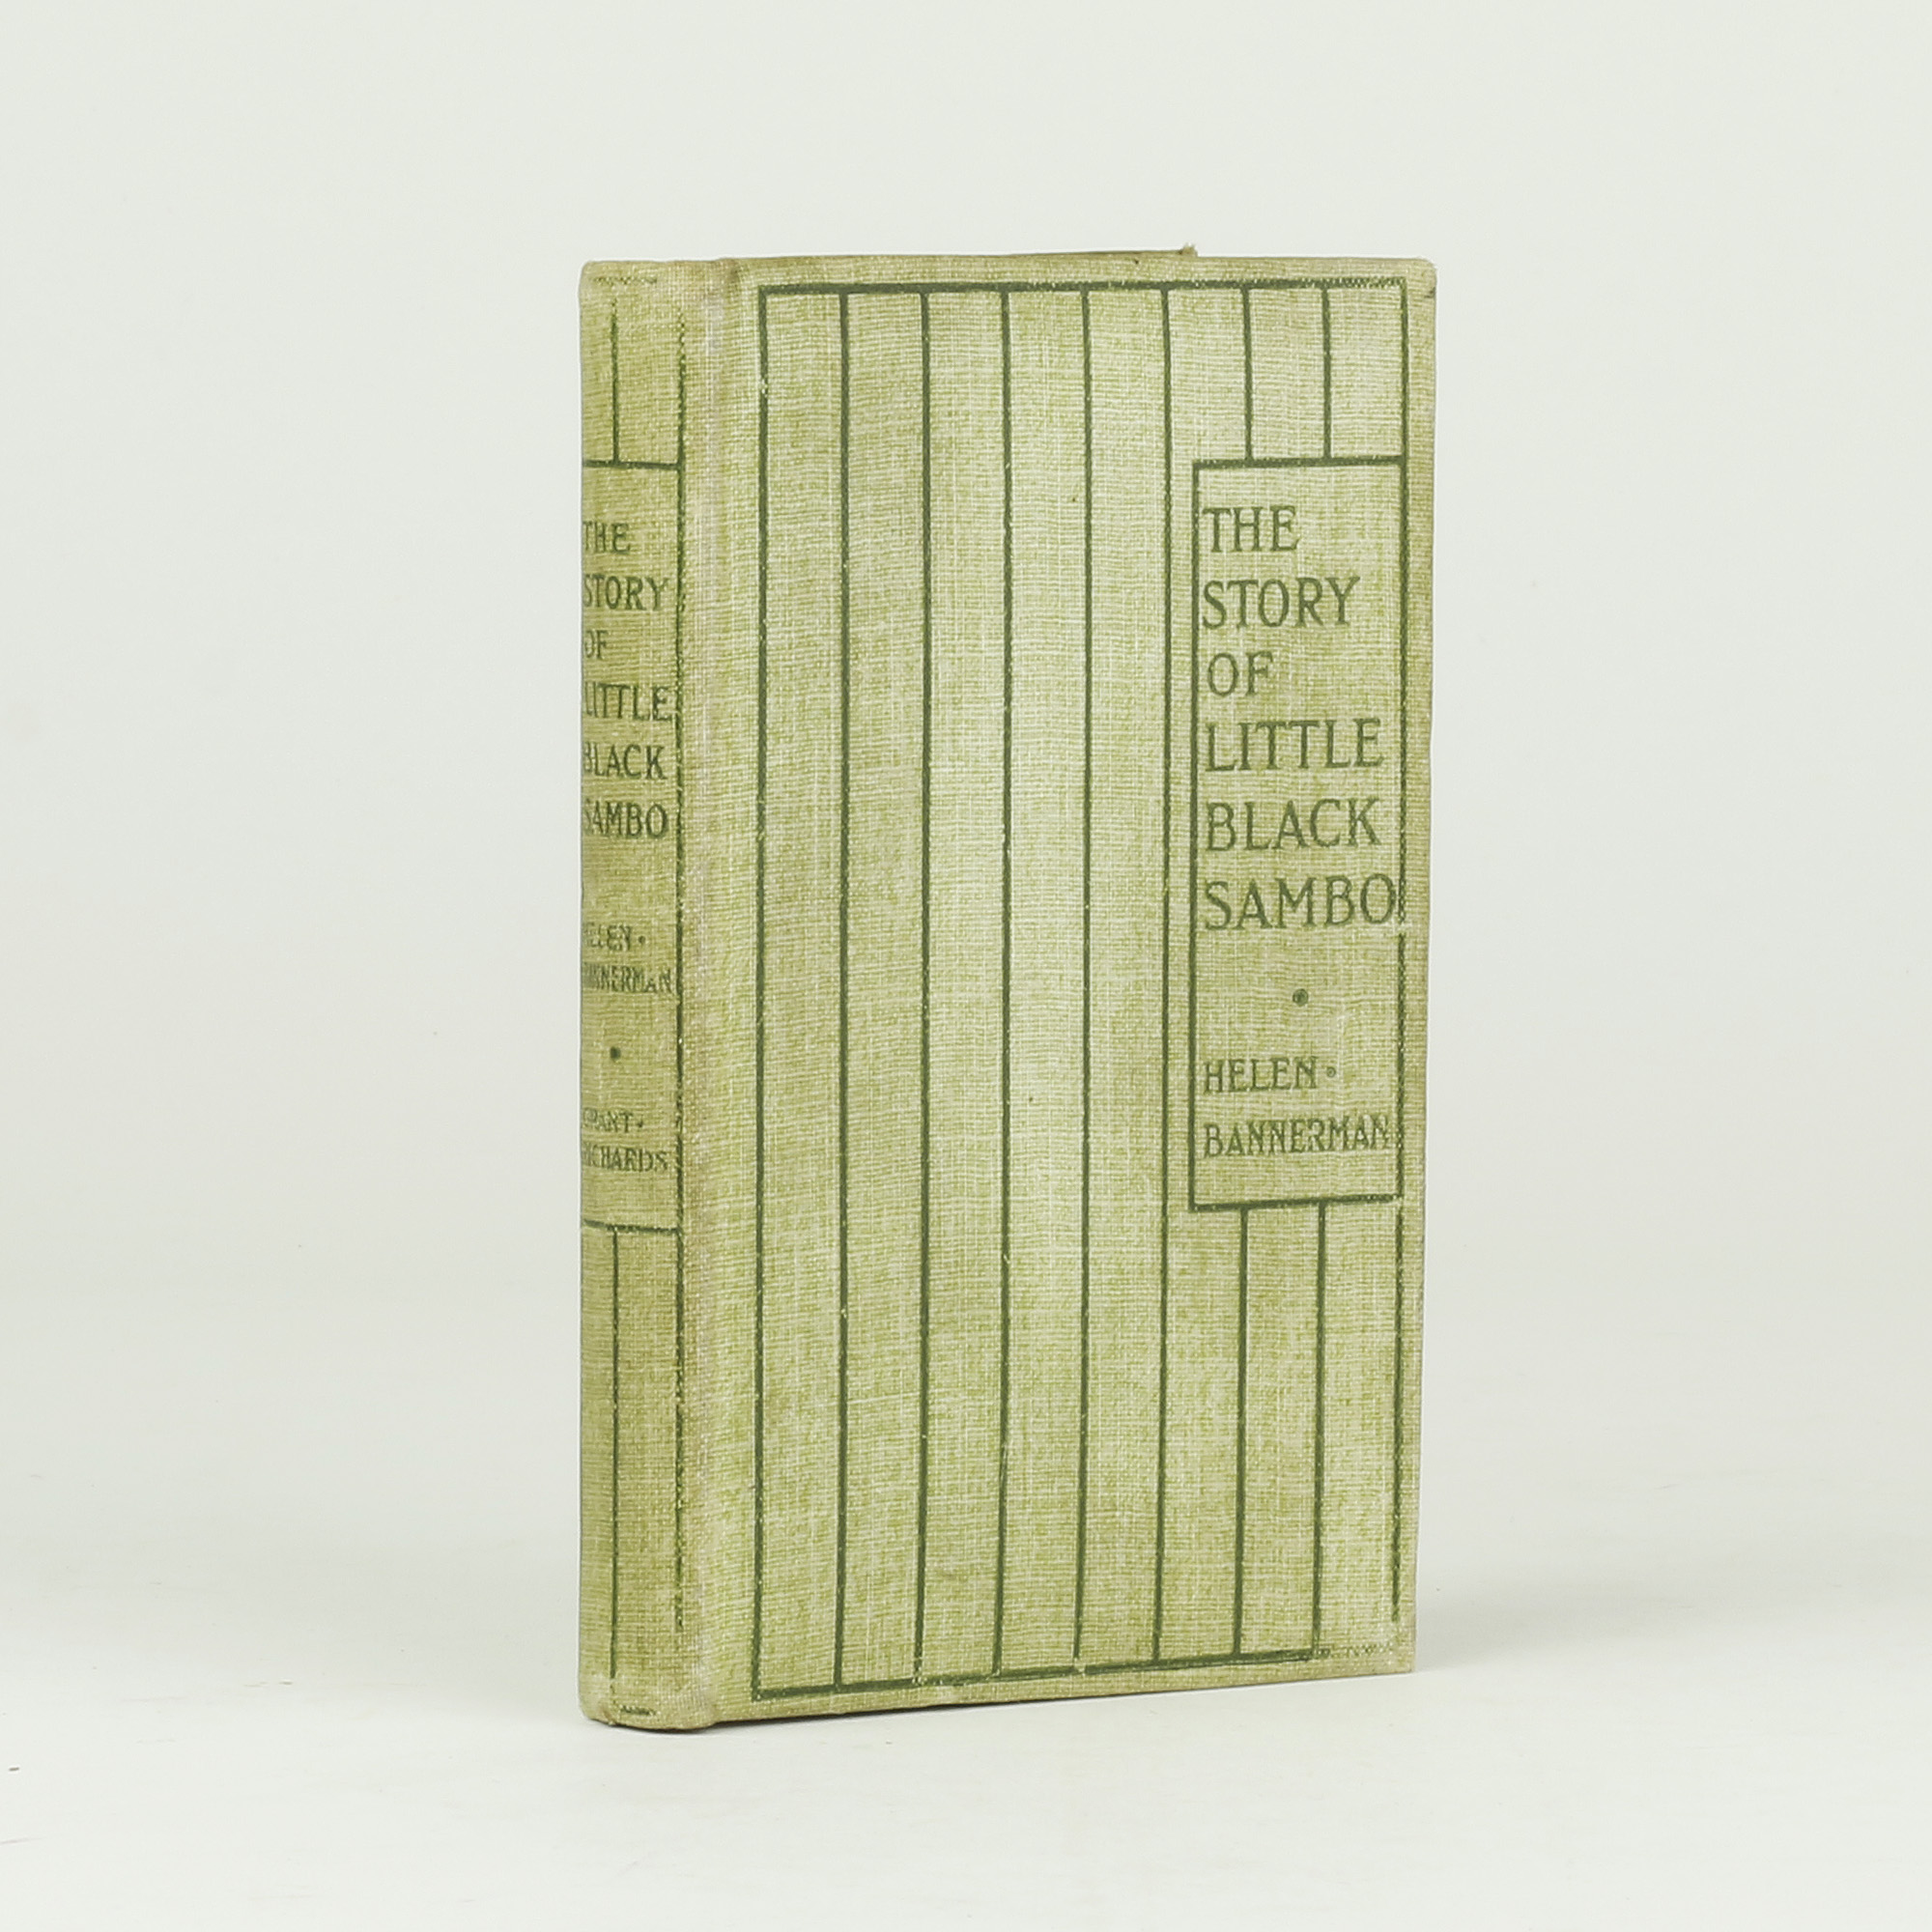 THE
STORY
OF
LITTLE
BLACK
SAMBO
HELEN ·
BANNERMAN
GRANT ·
RICHARDS
THE
STORY
OF
LITTLE
BLACK
SAMBO
HELEN ·
BANNERMAN